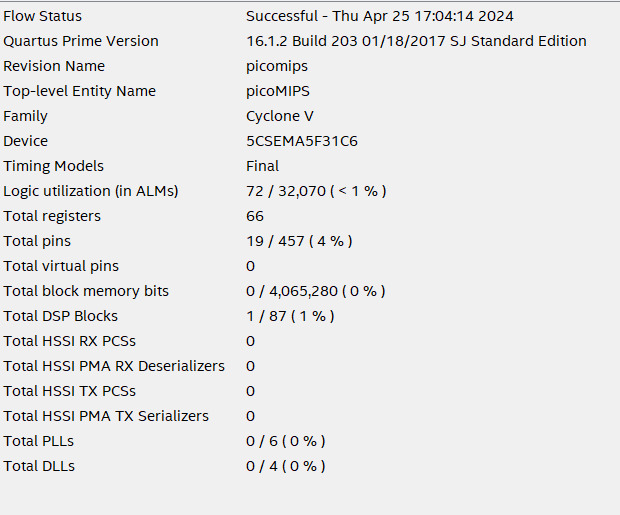 Flow Status Successful - Thu Apr 25 17:04:14 2024
Quartus Prime Version 16.1.2 Build 203 01/18/2017 SJ Standard Edition
Revision Name picomips
Top-level Entity Name picoMIPS
Family Cyclone V
Device 5CSEMA5F31C6
Timing Models Final
Logic utilization (in ALMs) 72 / 32,070 ( < 1 % )
Total registers 66
Total pins 19 / 457 ( 4 % )
Total virtual pins 0
Total block memory bits 0 / 4,065,280 ( 0 % )
Total DSP Blocks 1 / 87 ( 1 % )
Total HSSI RX PCSs 0
Total HSSI PMA RX Deserializers 0
Total HSSI TX PCSs 0
Total HSSI PMA TX Serializers 0
Total PLLs 0 / 6 ( 0 % )
Total DLLs 0 / 4 ( 0 % )